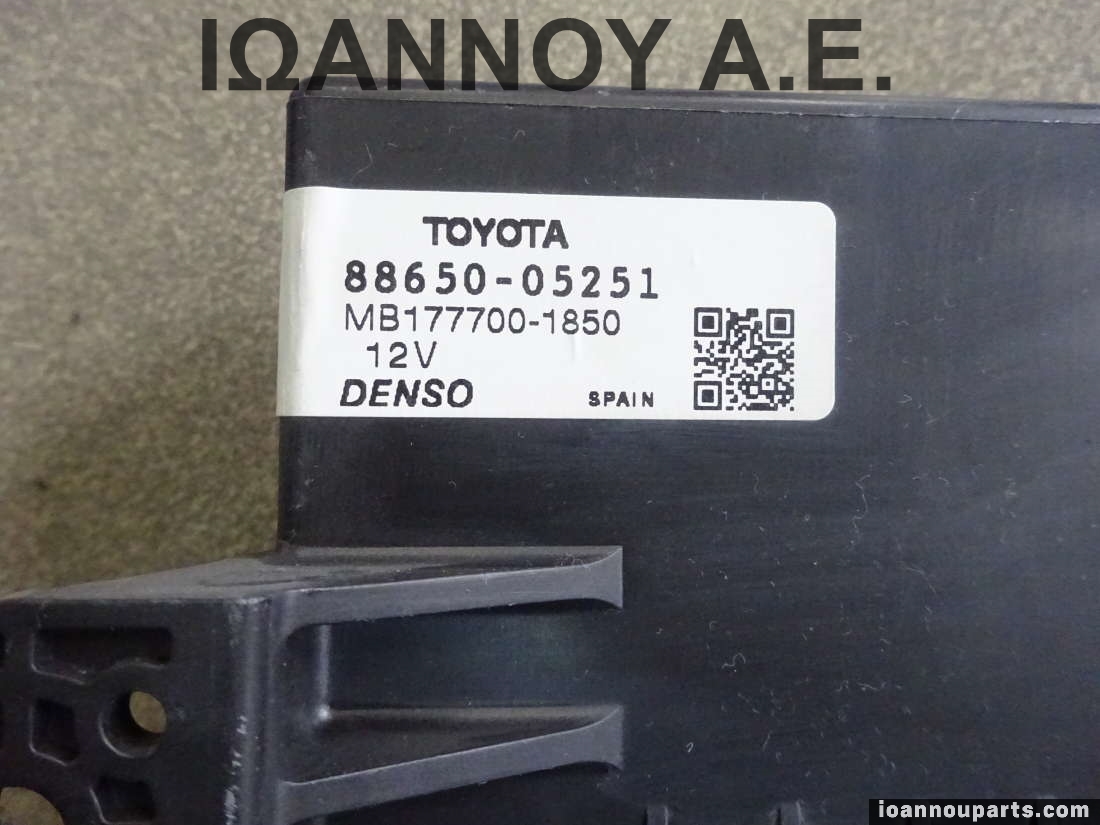 ΙΩΑΝΝΟΥ Α.Ε.
TOYOTA
88650-05251
MB177700-1850
12V
DENSO SPAIN
ioannouparts.com